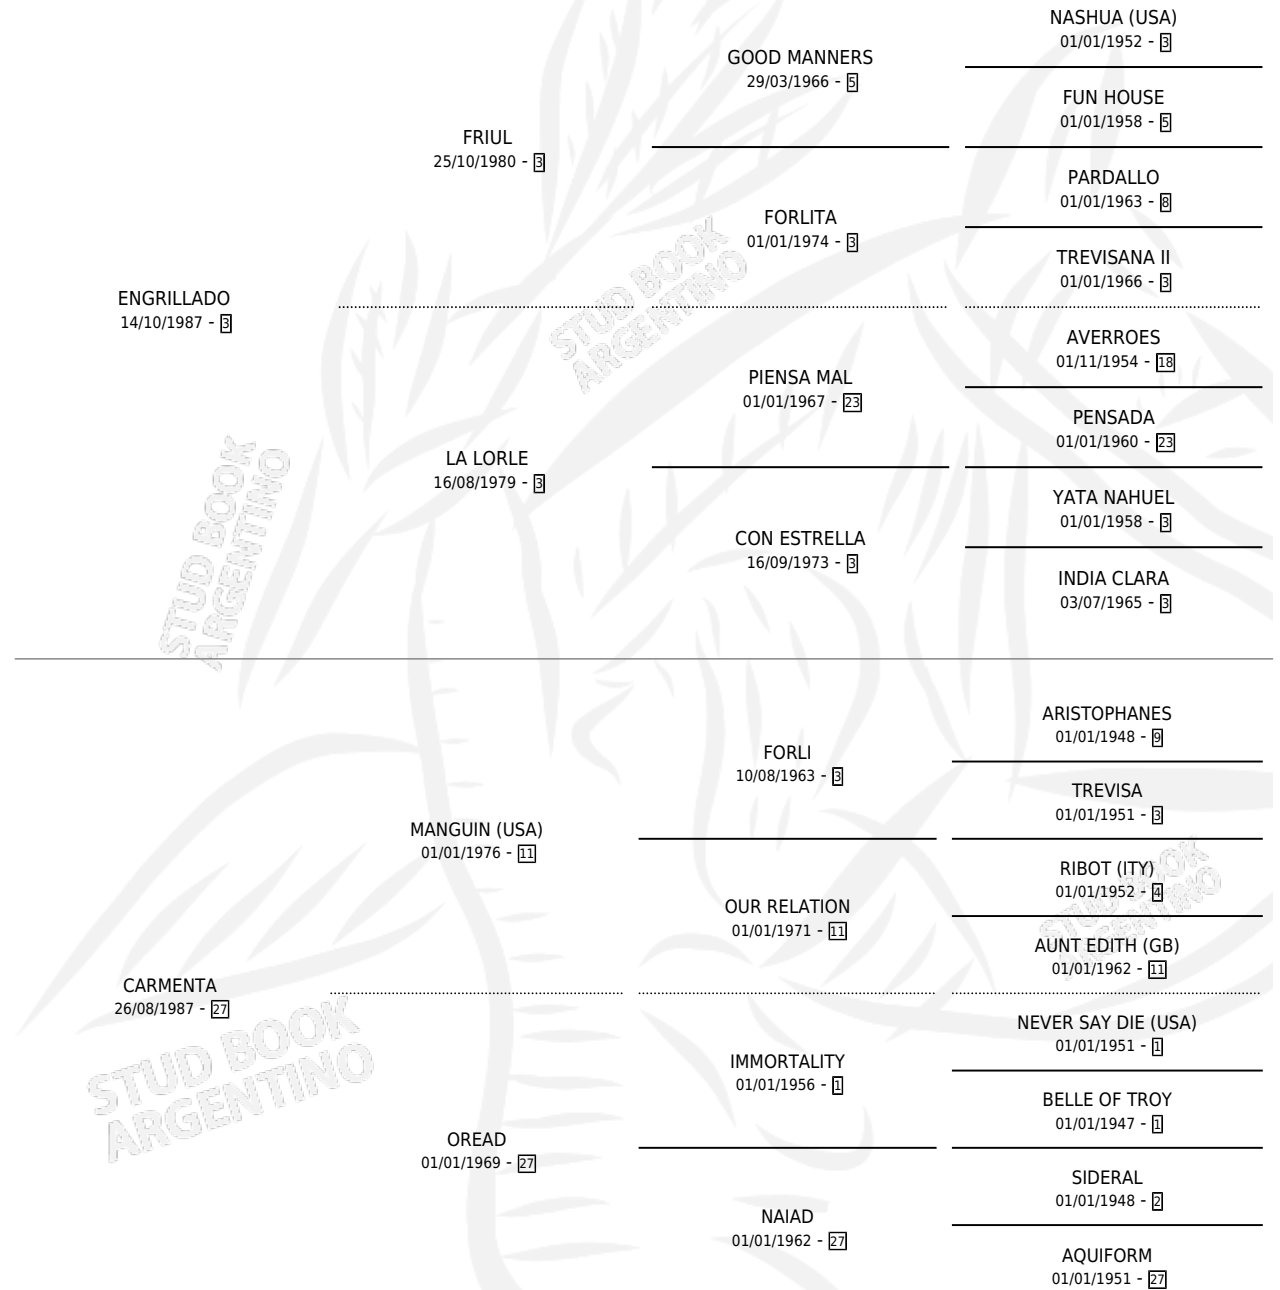 NASHUA (USA)
01/01/1952 - 3
GOOD MANNERS
29/03/1966 - 5
FUN HOUSE
01/01/1958 - 5
FRIUL
25/10/1980 - 3
PARDALLO
01/01/1963 - 8
FORLITA
01/01/1974 - 3
TREVISANA II
01/01/1966 - 3
ENGRILLADO
14/10/1987 - 3
AVERROES
01/11/1954 - 18
PIENSA MAL
01/01/1967 - 23
PENSADA
01/01/1960 - 23
LA LORLE
16/08/1979 - 3
YATA NAHUEL
01/01/1958 - 3
CON ESTRELLA
16/09/1973 - 3
INDIA CLARA
03/07/1965 - 3
STUD BOOK
ARGENTINO
STUD BOOK
ARGENTINO
ARISTOPHANES
01/01/1948 - 9
FORLI
10/08/1963 - 3
TREVISA
01/01/1951 - 3
MANGUIN (USA)
01/01/1976 - 11
RIBOT (ITY)
01/01/1952 - 4
OUR RELATION
01/01/1971 - 11
AUNT EDITH (GB)
01/01/1962 - 11
STUD BOOK
ARGENTINO
CARMENTA
26/08/1987 - 27
NEVER SAY DIE (USA)
01/01/1951 - 1
IMMORTALITY
01/01/1956 - 1
BELLE OF TROY
01/01/1947 - 1
OREAD
01/01/1969 - 27
SIDERAL
01/01/1948 - 2
NAIAD
01/01/1962 - 27
AQUIFORM
01/01/1951 - 27
STUD BOOK
ARGENTINO